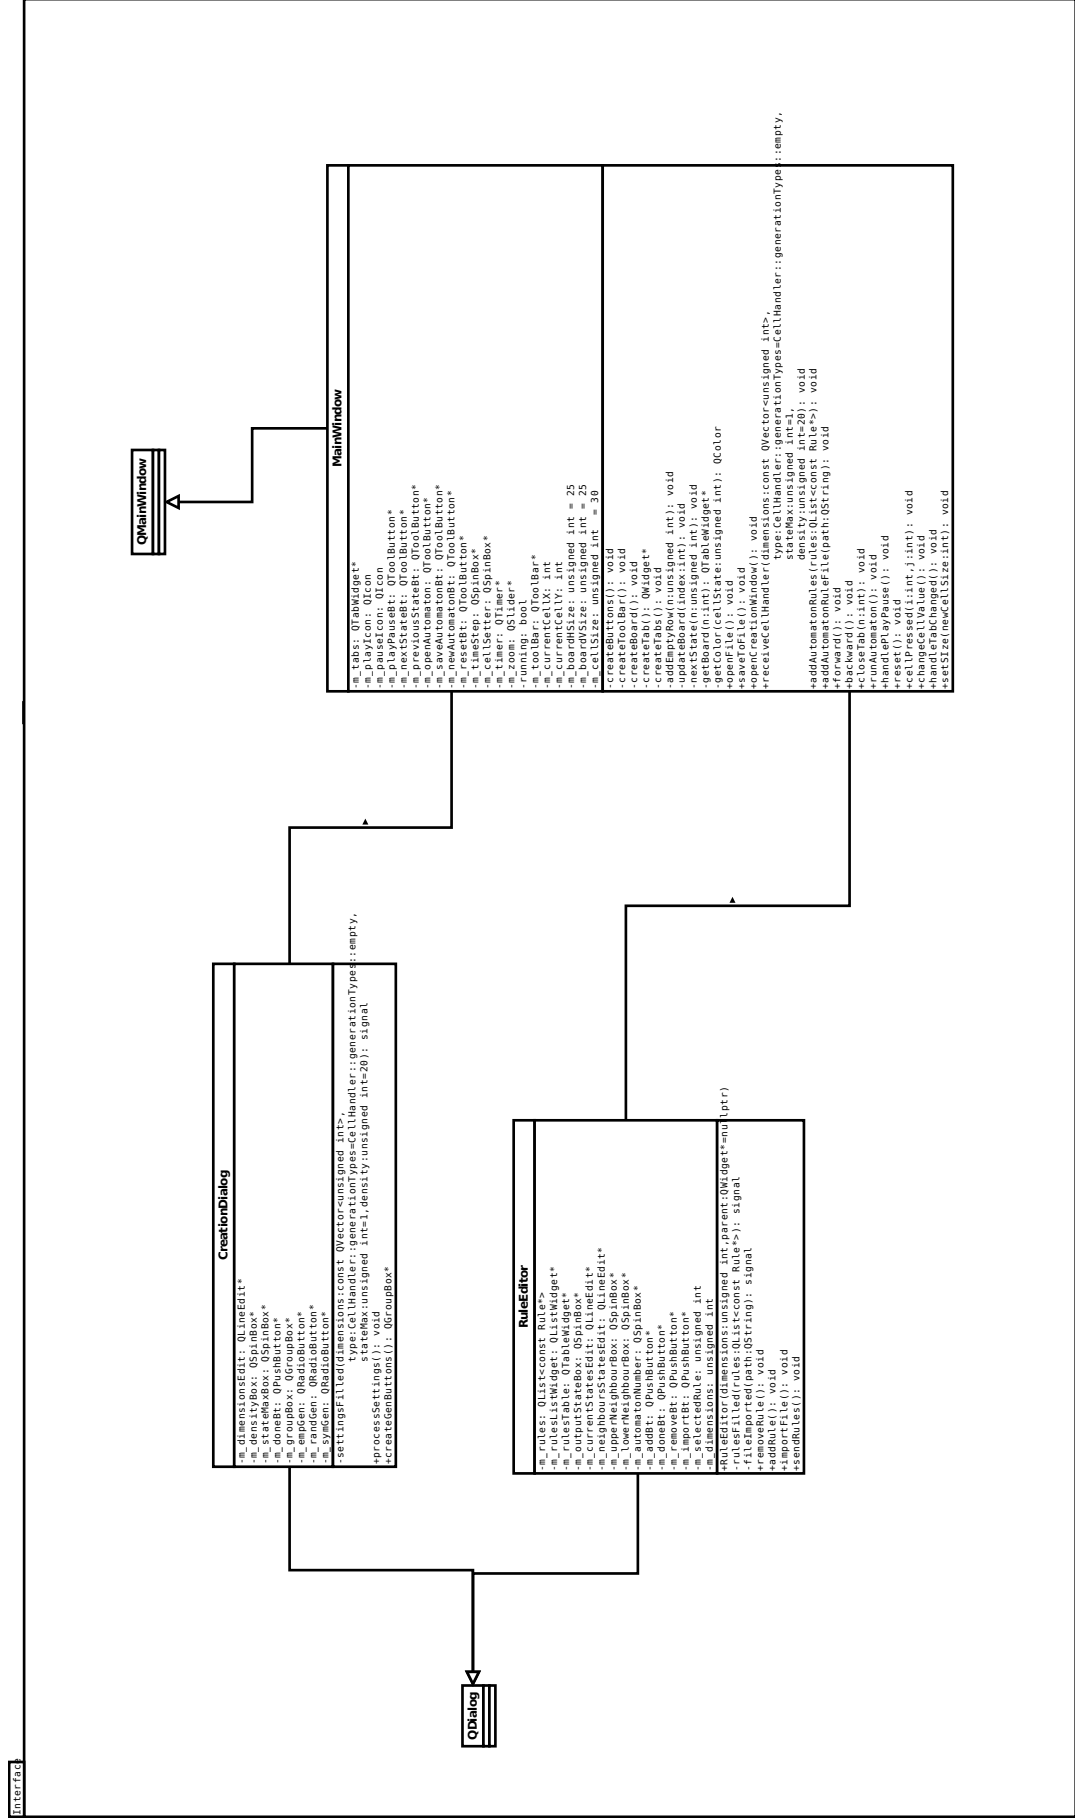 Interface
QMainWindow
MainWindow
-m_tabs: QTabWidget*
-m_playIcon: QIcon
-m_pauseIcon: QIcon
-m_playPauseBt: QToolButton*
-m_nextStateBt: QToolButton*
-m_previousStateBt: QToolButton*
-m_openAutomaton: QToolButton*
-m_saveAutomatonBt: QToolButton*
-m_newAutomatonBt: QToolButton*
-m_resetBt: QToolButton*
-m_timeStep: QSpinBox*
-m_cellSetter: QSpinBox*
-m_timer: QTimer*
-m_zoom: QSlider*
-running: bool
-m_toolBar: QToolBar*
-m_currentCellX: int
-m_currentCellY: int
-m_boardHSize: unsigned int = 25
-m_boardVSize: unsigned int = 25
-m_cellSize: unsigned int = 30
-createButtons(): void
-createToolBar(): void
-createBoard():void
-createTab(): QWidget*
-createTabs(): void
-addEmptyRow(n:unsigned int): void
-updateBoard(index:int): void
-nextState(n:unsigned int): void
-getBoard(n:int): QTableWidget*
-getColor(cellState:unsigned int): QColor
+openFile(): void
+saveToFile(): void
+openCreationWindow(): void
+receiveCellHandler(dimensions:const QVector<unsigned int>,
type:CellHandler::generationTypes=CellHandler::generationTypes::empty,
stateMax:unsigned int=1,
density:unsigned int=20): void
+addAutomatonRules(rules:QList<const Rule*>): void
+addAutomatonRuleFile(path:QString): void
+forward(): void
+backward(): void
+closeTab(n:int): void
+runAutomaton(): void
+handlePlayPause(): void
+reset(): void
+cellPressed(i:int,j:int): void
+changeCellValue(): void
+handleTabChanged(): void
+setSIze(newCellSize:int): void
CreationDialog
-m_dimensionsEdit: QLineEdit*
-m_densityBox: QSpinBox*
-m_stateMaxBox: QSpinBox*
-m_doneBt: QPushButton*
-m_groupBox: QGroupBox*
-m_empGen: QRadioButton*
-m_randGen: QRadioButton*
-m_symGen: QRadioButton*
-settingsFilled(dimensions:const QVector<unsigned int>,
type:CellHandler::generationTypes=CellHandler::generationTypes::empty,
stateMax:unsigned int=1,density:unsigned int=20): signal
+processSettings(): void
+createGenButtons(): QGroupBox*
RuleEditor
-m_rules: QList<const Rule*>
-m_rulesListWidget: QListWidget*
-m_rulesTable: QTableWidget*
-m_outputStateBox: QSpinBox*
-m_currentStatesEdit: QLineEdit*
-m_neighboursStatesEdit: QLineEdit*
-m_upperNeighbourBox: QSpinBox*
-m_lowerNeighbourBox: QSpinBox*
-m_automatonNumber: QSpinBox*
-m_addBt: QPushButton*
-m_doneBt: QPushButton*
-m_removeBt: QPushButton*
-m_importBt: QPushButton*
-m_selectedRule: unsigned int
-m_dimensions: unsigned int
+RuleEditor(dimensions:unsigned int,parent:QWidget*=nullptr)
-rulesFilled(rules:QList<const Rule*>): signal
-fileImported(path:QString): signal
+removeRule(): void
+addRule(): void
+importFile(): void
+sendRules(): void
QDialog